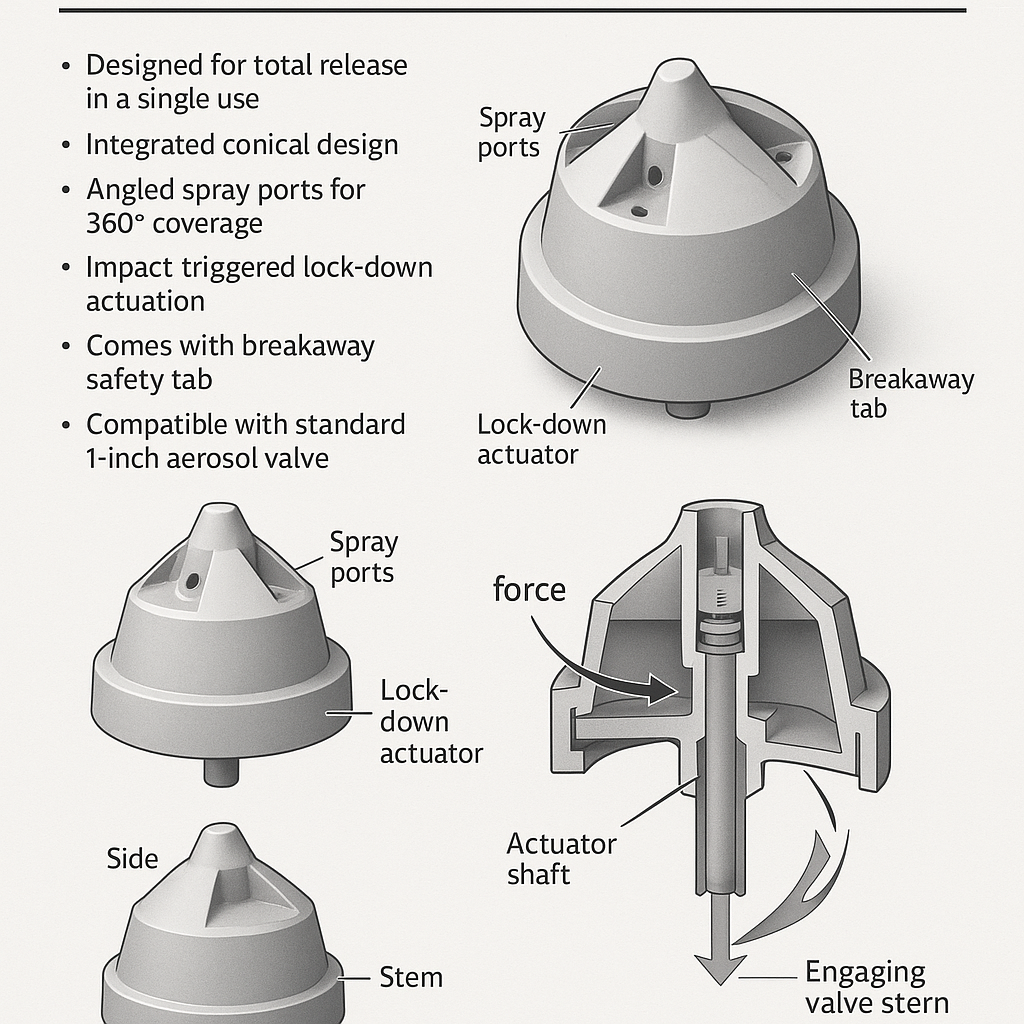 • Designed for total release
in a single use
• Integrated conical design
• Angled spray ports for
360° coverage
• Impact triggered lock-down
actuation
• Comes with breakaway
safety tab
• Compatible with standard
1-inch aerosol valve
Spray
ports
Breakaway
tab
Lock-down
actuator
Spray
ports
Lock-
down
actuator
force
Actuator
shaft
Side
Stem
Engaging
valve stern